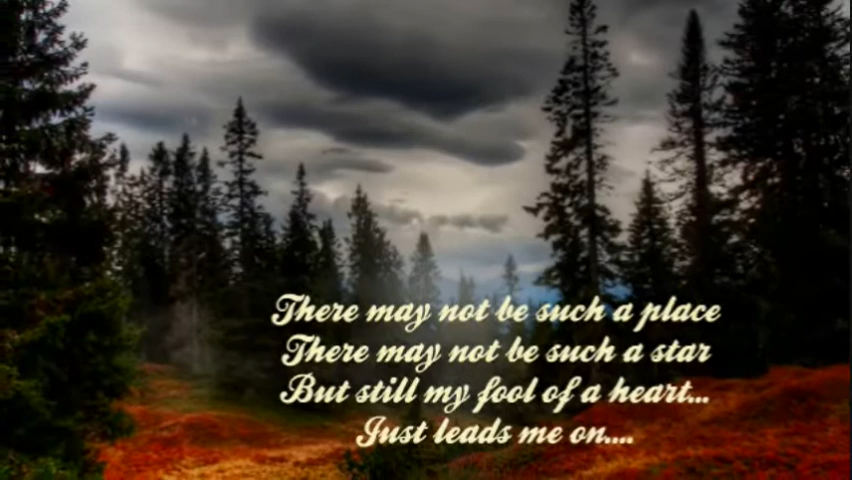 There may not be such a place
There may not be such a star
But still my fool of a heart...
Just leads me on....